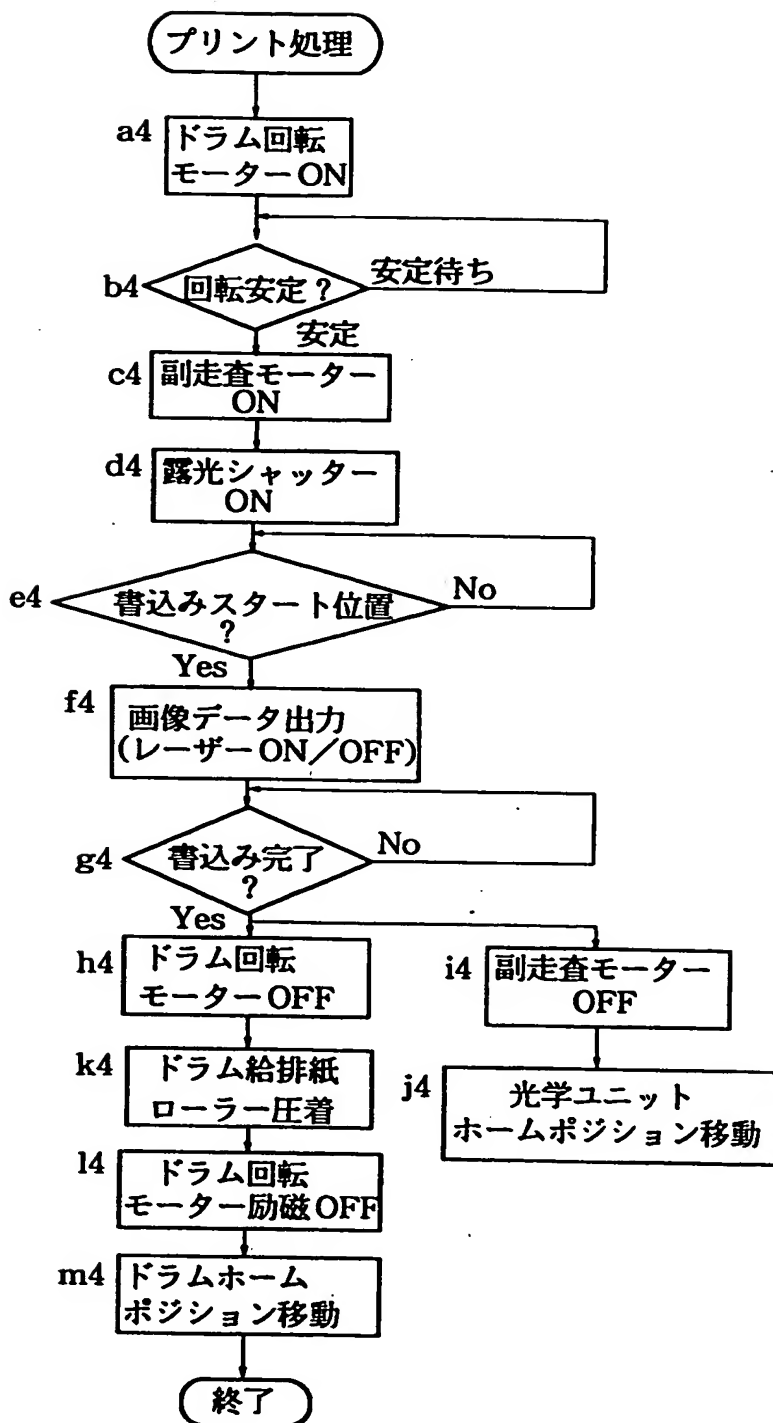 プリント処理
a4 ドラム回転
モーターON
b4 回転安定?
安定待ち
安定
c4 副走査モーター
ON
d4 露光シャッター
ON
e4 書込みスタート位置
?
No
Yes
f4 画像データ出力
(レーザーON/OFF)
g4 書込み完了
?
No
Yes
h4 ドラム回転
モーターOFF
i4 副走査モーター
OFF
k4 ドラム給排紙
ローラー圧着
j4 光学ユニット
ホームポジション移動
l4 ドラム回転
モーター励磁OFF
m4 ドラムホーム
ポジション移動
終了